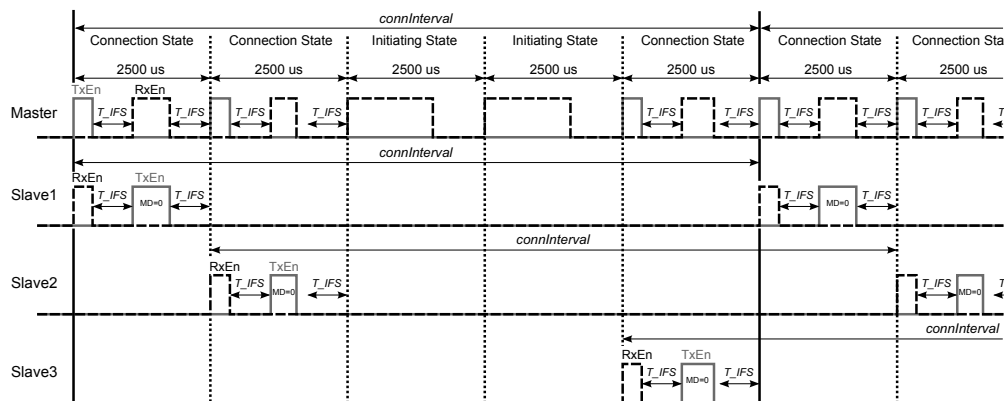 connInterval
Connection State Connection State Initiating State Initiating State Connection State Connection State Connection Sta
2500 us 2500 us 2500 us 2500 us 2500 us 2500 us 2500 us
TxEn RxEn
Master T_IFS T_IFS T_IFS T_IFS T_IFS T_IFS T_IFS T_IFS T_IFS T
connInterval
RxEn TxEn
Slave1 T_IFS MD=0 T_IFS T_IFS MD=0 T_IFS
connInterval
RxEn TxEn
Slave2 T_IFS MD=0 T_IFS T_IFS MD=0 T
connInterval
RxEn TxEn
Slave3 T_IFS MD=0 T_IFS